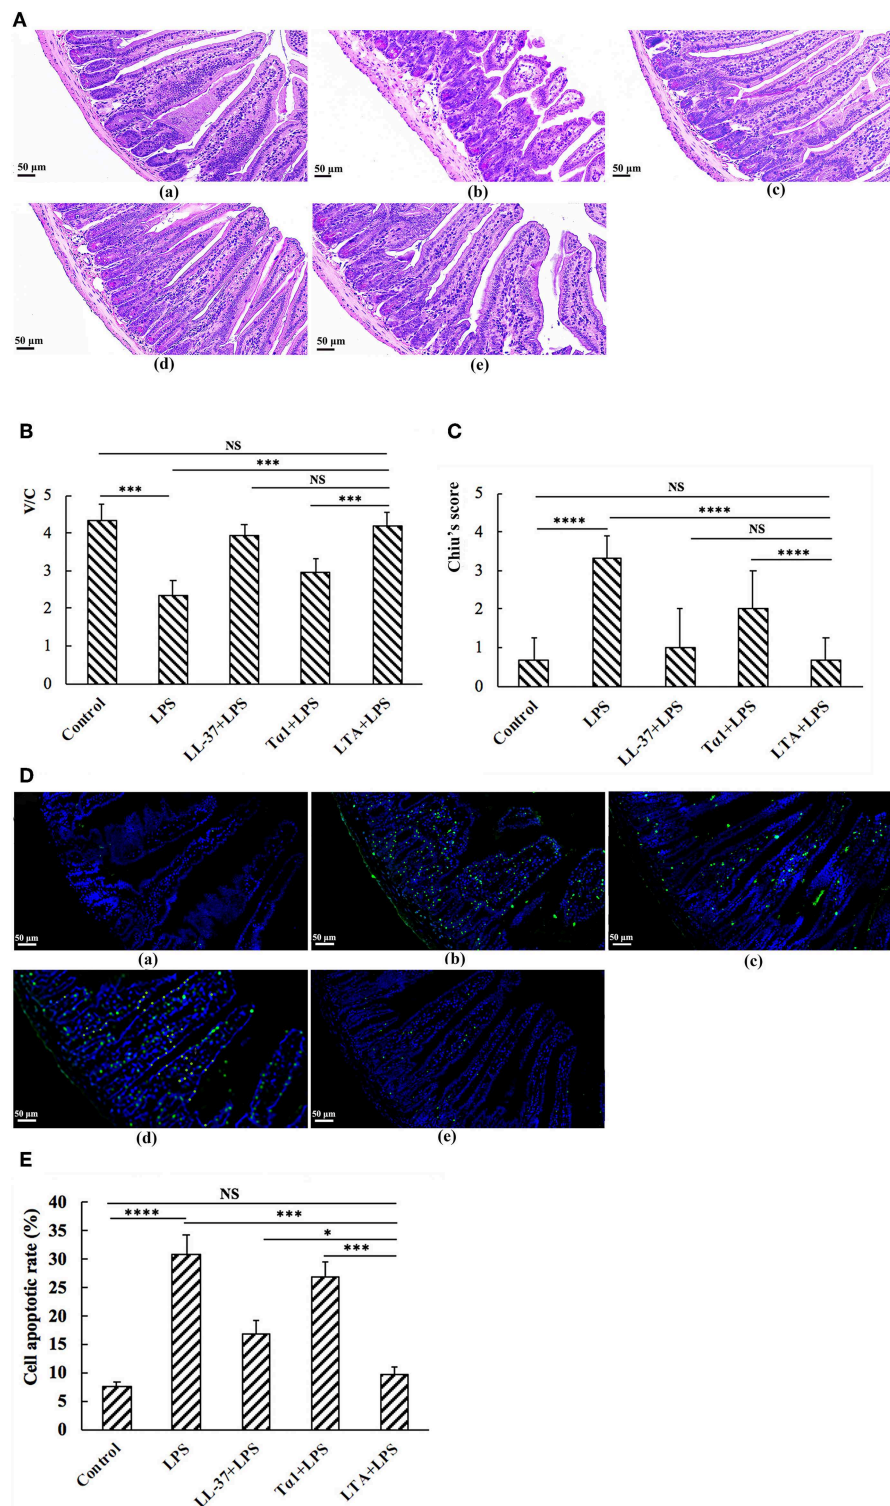 A
50 μm
(a)
50 μm
(b)
50 μm
(c)
50 μm
(d)
50 μm
(e)
B
NS
***
NS
***
***
V/C
5
4
3
2
1
0
Control
LPS
LL-37+LPS
Tα1+LPS
LTA+LPS
C
NS
****
NS
****
****
Chiu's score
5
4
3
2
1
0
Control
LPS
LL-37+LPS
Tα1+LPS
LTA+LPS
D
50 μm
(a)
50 μm
(b)
50 μm
(c)
50 μm
(d)
50 μm
(e)
E
NS
****
***
*
***
Cell apoptotic rate (%)
40
35
30
25
20
15
10
5
0
Control
LPS
LL-37+LPS
Tα1+LPS
LTA+LPS